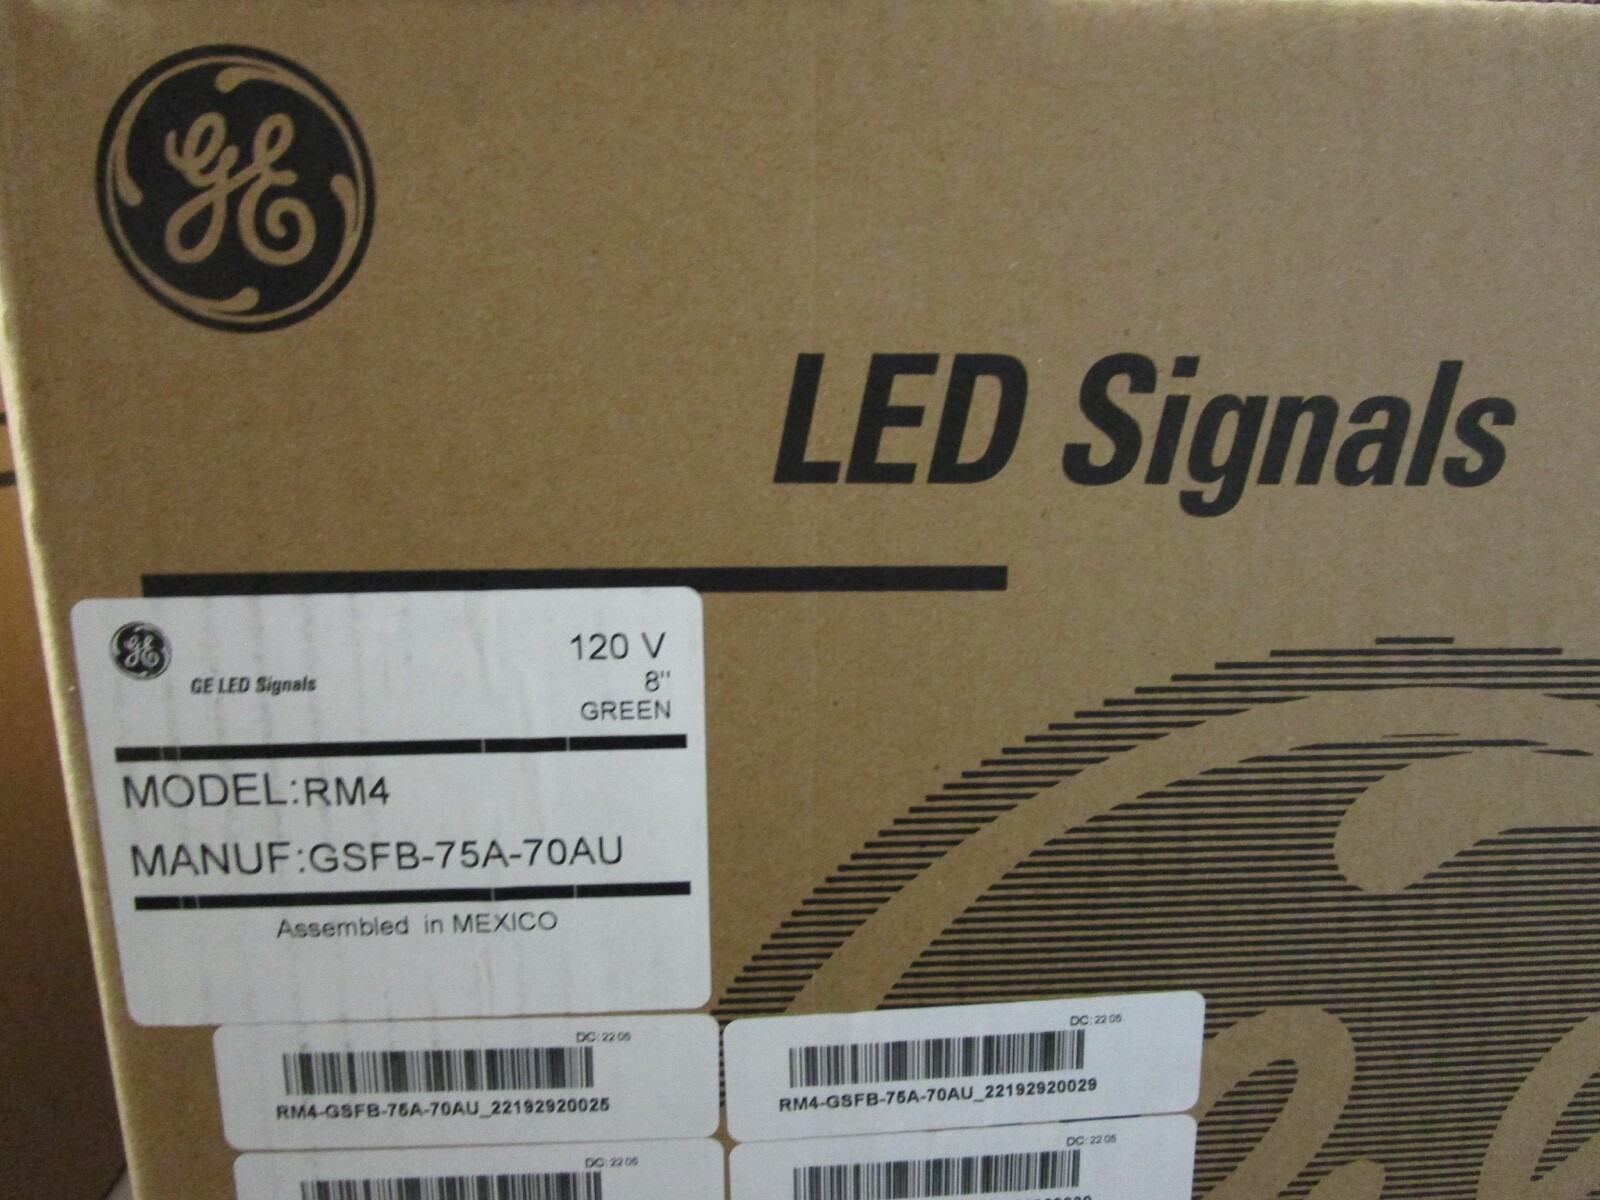 GE
LED Signals
GE
GE LED Signals
120 V
8"
GREEN
MODEL:RM4
MANUF:GSFB-75A-70AU
Assembled in MEXICO
DC: 22 05
RM4-GSFB-75A-70AU_22192920025
DC: 22 05
RM4-GSFB-75A-70AU_22192920029
DC: 22 05
DC: 22 05